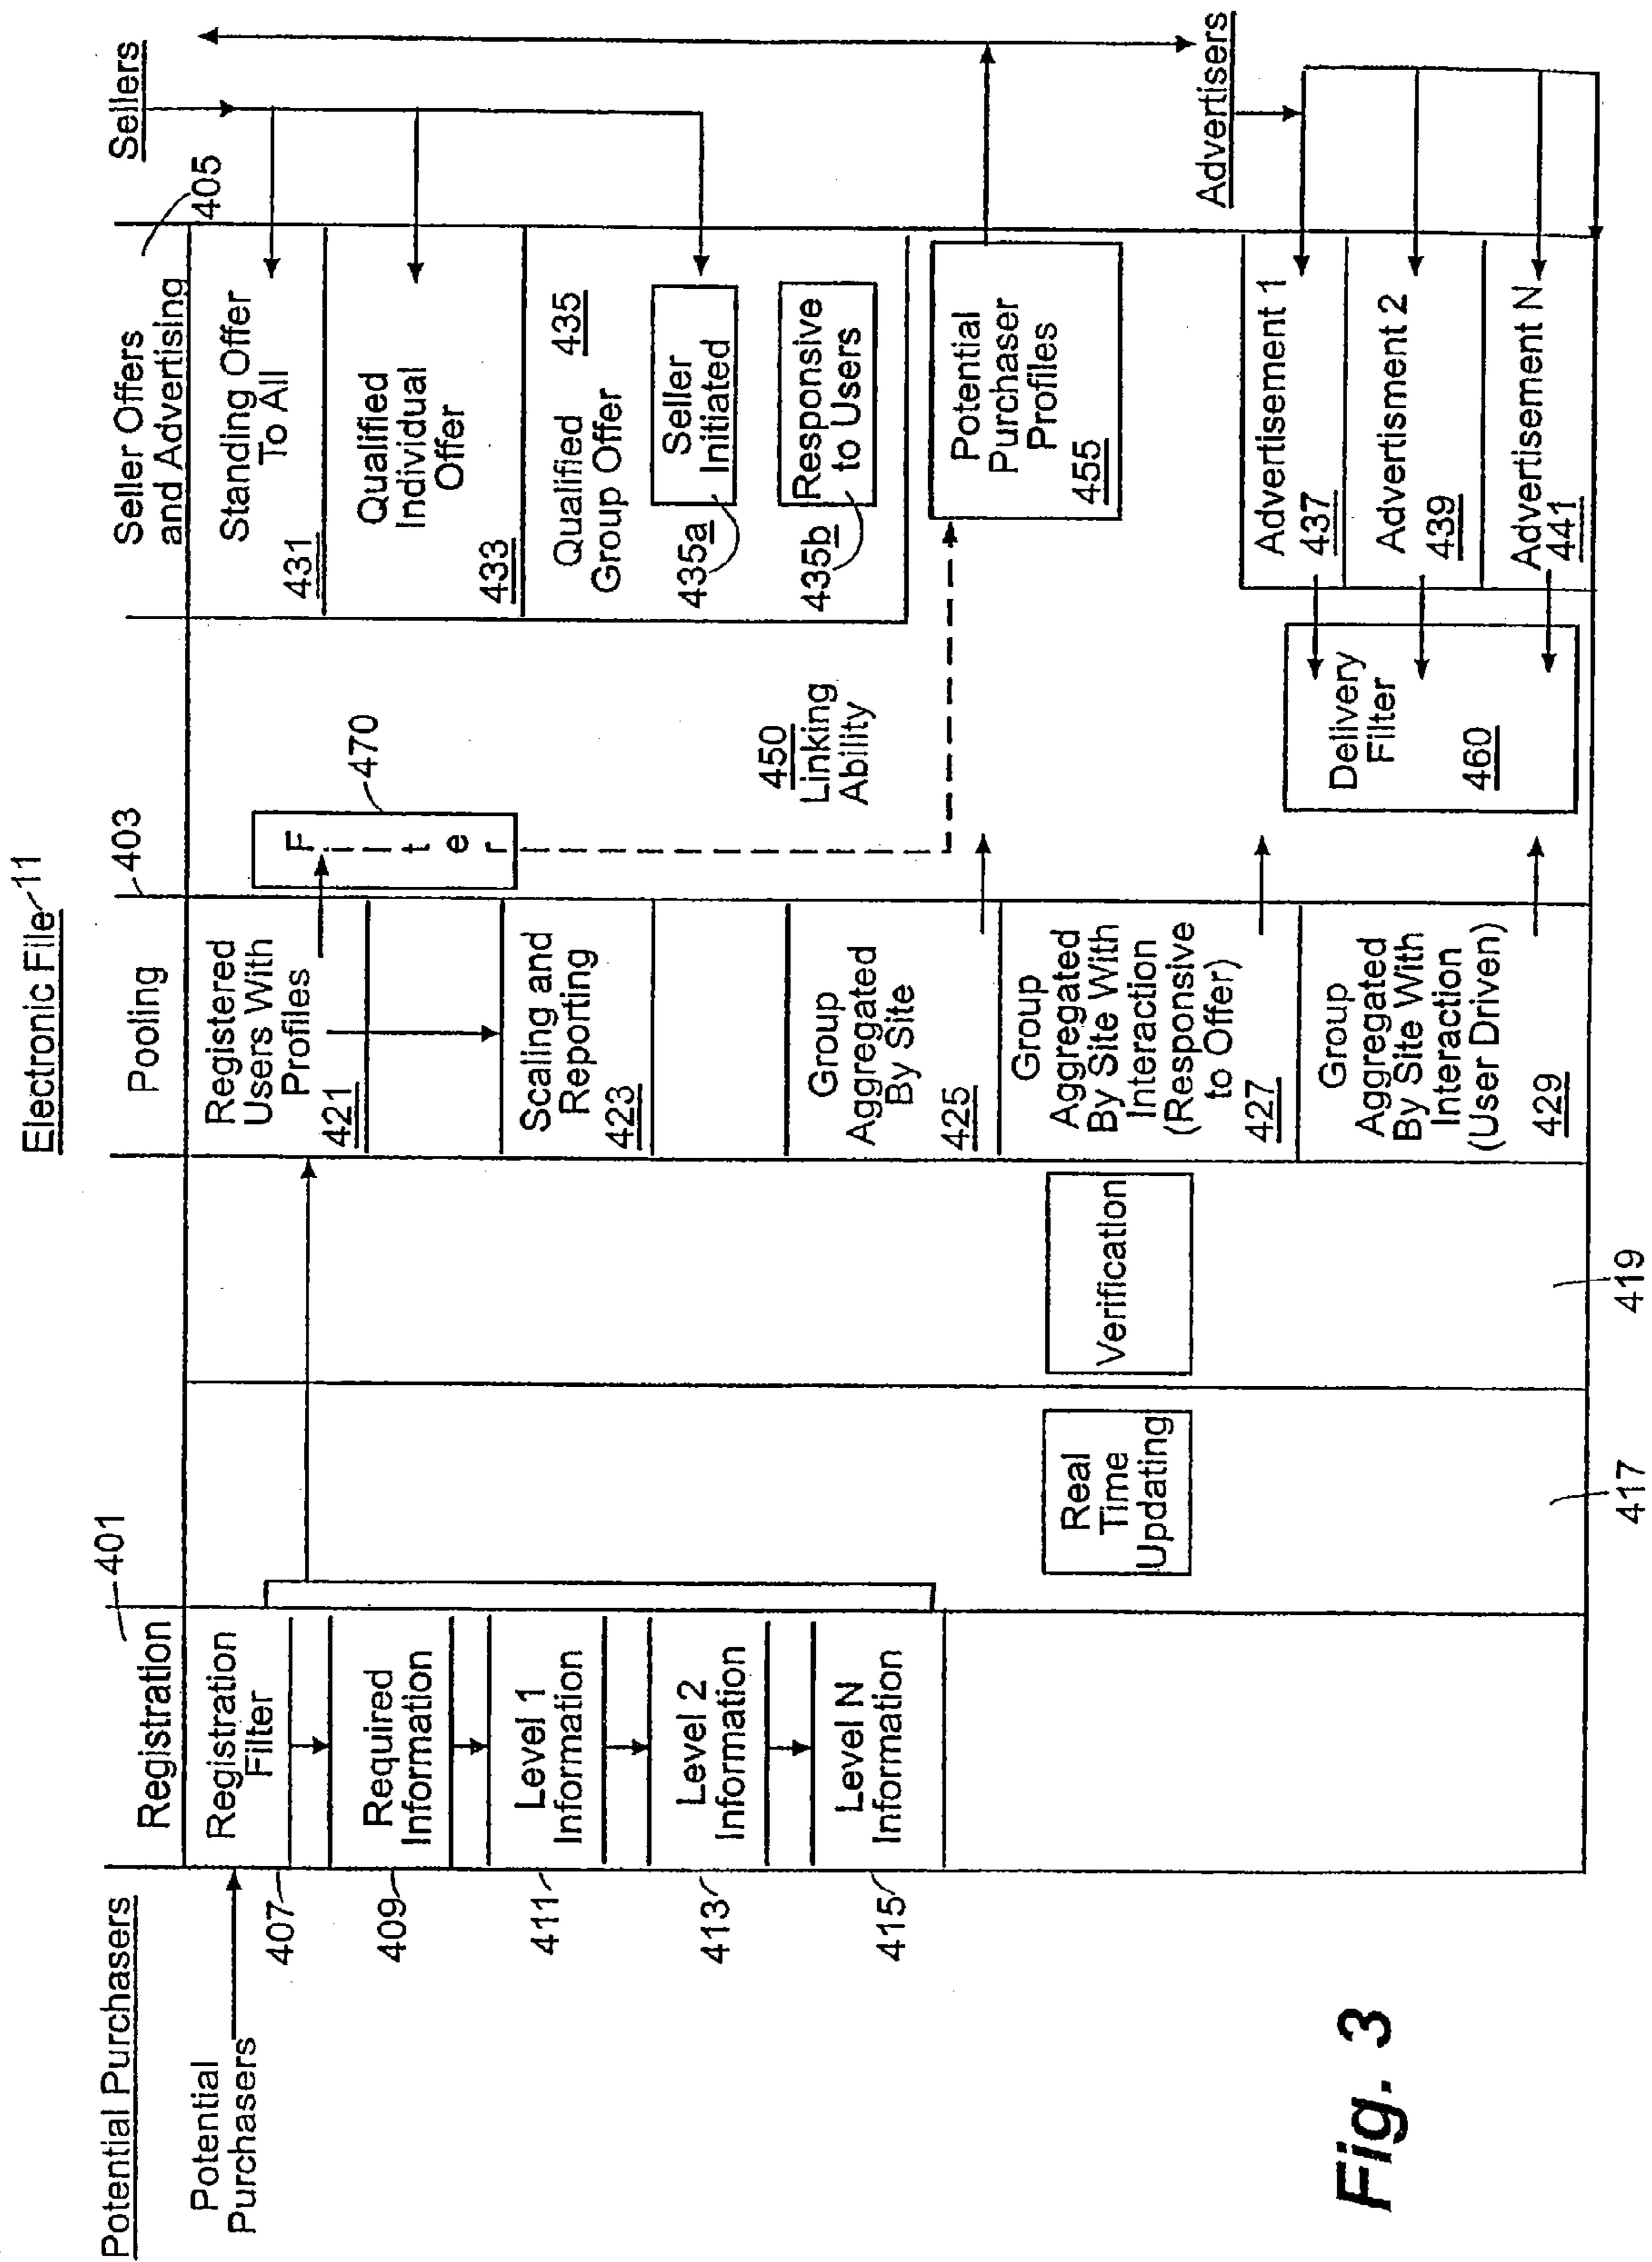 Electronic File 11
Potential Purchasers
Potential
Purchasers
Registration
401
Registration
Filter
407
Required
Information
409
Level 1
Information
411
Level 2
Information
413
Level N
Information
415
Real
Time
Updating
417
Verification
419
Pooling
403
Registered
Users With
Profiles
421
Scaling and
Reporting
423
Group
Aggregated
By Site
425
Group
Aggregated
By Site With
Interaction
(Responsive
to Offer)
427
Group
Aggregated
By Site With
Interaction
(User Driven)
429
Filter
470
450
Linking
Ability
Delivery
Filter
460
Seller Offers
and Advertising
405
Standing Offer
To All
431
Qualified
Individual
Offer
433
Qualified 435
Group Offer
Seller
Initiated
435a
Responsive
to Users
435b
Potential
Purchaser
Profiles
455
Advertisement 1
437
Advertisment 2
439
Advertisement N
441
Sellers
Advertisers
Fig. 3